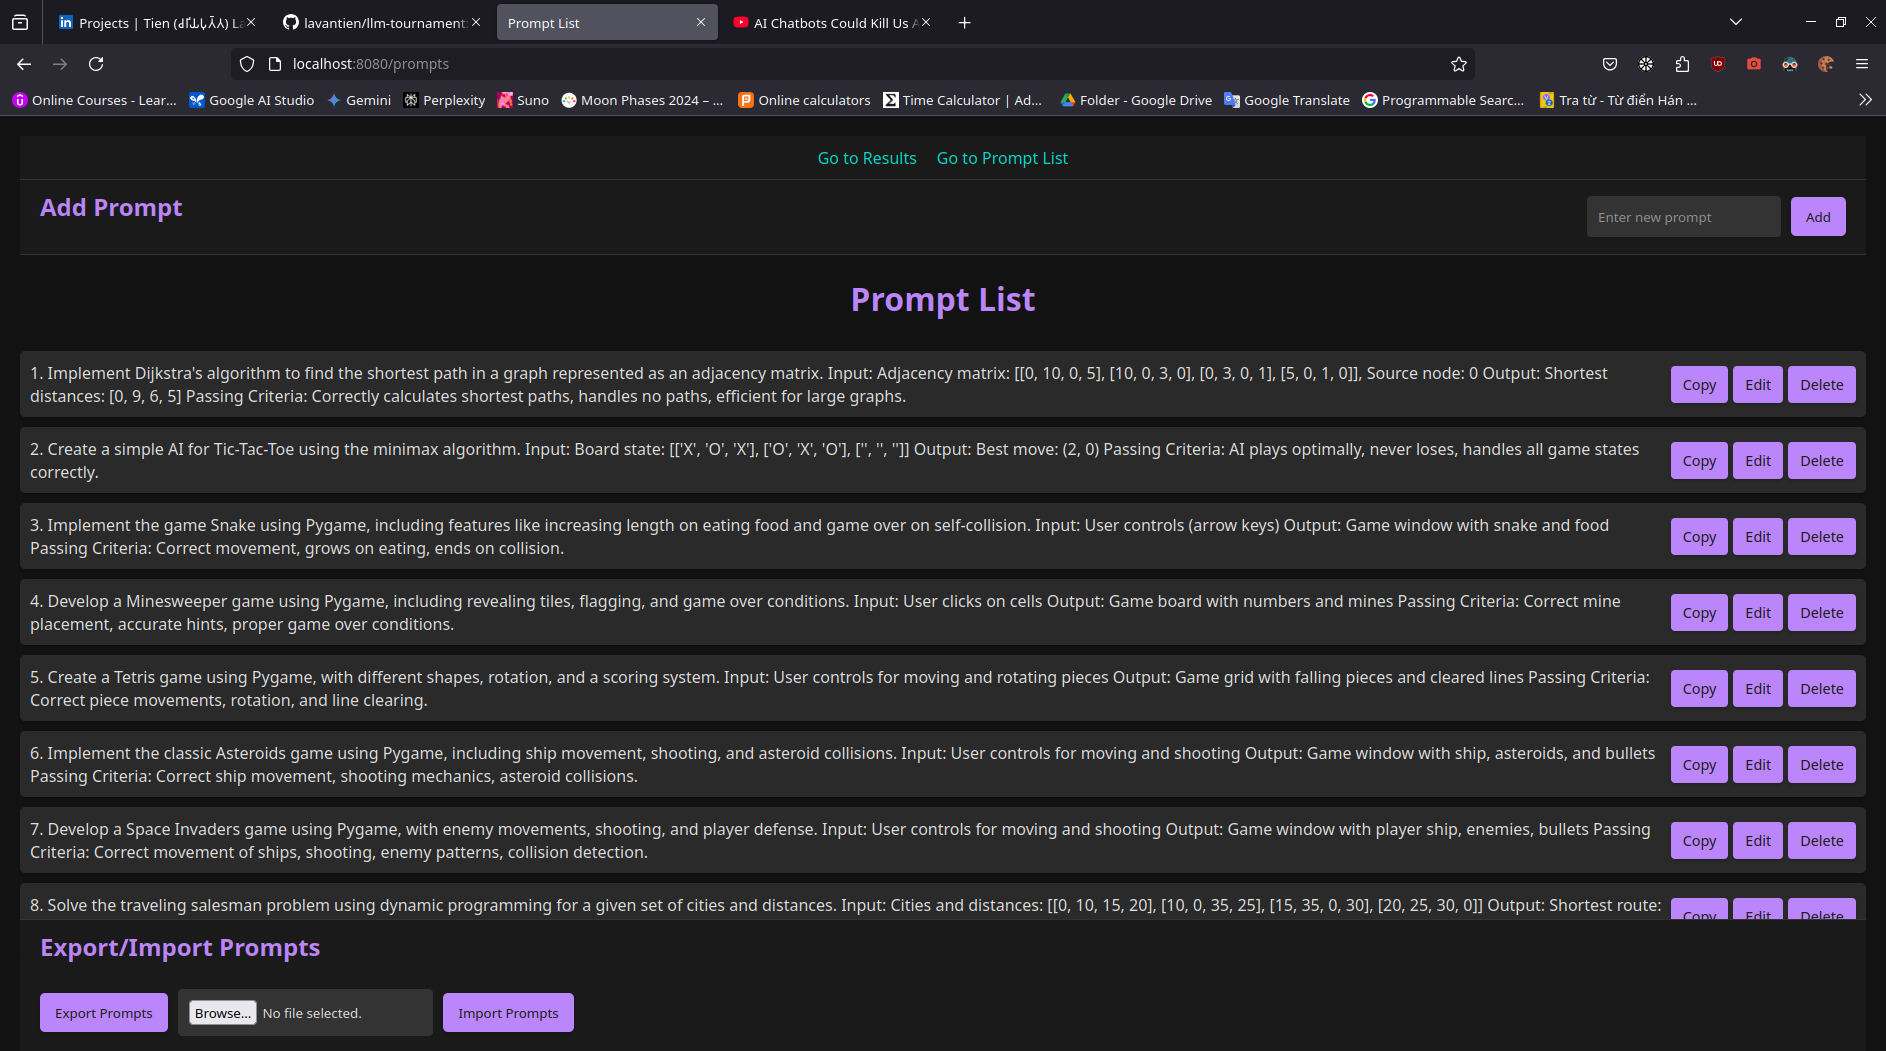 Projects | Tien L
lavantien/llm-tournament:
Prompt List
AI Chatbots Could Kill Us A
localhost:8080/prompts
Online Courses - Lear...
Google AI Studio
Gemini
Perplexity
Suno
Moon Phases 2024 – ...
Online calculators
Time Calculator | Ad...
Folder - Google Drive
Google Translate
Programmable Searc...
Tra từ - Từ điển Hán ...
Go to Results
Go to Prompt List
Add Prompt
Enter new prompt
Add
Prompt List
1. Implement Dijkstra's algorithm to find the shortest path in a graph represented as an adjacency matrix. Input: Adjacency matrix: [[0, 10, 0, 5], [10, 0, 3, 0], [0, 3, 0, 1], [5, 0, 1, 0]], Source node: 0 Output: Shortest
distances: [0, 9, 6, 5] Passing Criteria: Correctly calculates shortest paths, handles no paths, efficient for large graphs.
Copy
Edit
Delete
2. Create a simple AI for Tic-Tac-Toe using the minimax algorithm. Input: Board state: [['X', 'O', 'X'], ['O', 'X', 'O'], ['', '', '']] Output: Best move: (2, 0) Passing Criteria: AI plays optimally, never loses, handles all game states
correctly.
Copy
Edit
Delete
3. Implement the game Snake using Pygame, including features like increasing length on eating food and game over on self-collision. Input: User controls (arrow keys) Output: Game window with snake and food
Passing Criteria: Correct movement, grows on eating, ends on collision.
Copy
Edit
Delete
4. Develop a Minesweeper game using Pygame, including revealing tiles, flagging, and game over conditions. Input: User clicks on cells Output: Game board with numbers and mines Passing Criteria: Correct mine
placement, accurate hints, proper game over conditions.
Copy
Edit
Delete
5. Create a Tetris game using Pygame, with different shapes, rotation, and a scoring system. Input: User controls for moving and rotating pieces Output: Game grid with falling pieces and cleared lines Passing Criteria:
Correct piece movements, rotation, and line clearing.
Copy
Edit
Delete
6. Implement the classic Asteroids game using Pygame, including ship movement, shooting, and asteroid collisions. Input: User controls for moving and shooting Output: Game window with ship, asteroids, and bullets
Passing Criteria: Correct ship movement, shooting mechanics, asteroid collisions.
Copy
Edit
Delete
7. Develop a Space Invaders game using Pygame, with enemy movements, shooting, and player defense. Input: User controls for moving and shooting Output: Game window with player ship, enemies, bullets Passing
Criteria: Correct movement of ships, shooting, enemy patterns, collision detection.
Copy
Edit
Delete
8. Solve the traveling salesman problem using dynamic programming for a given set of cities and distances. Input: Cities and distances: [[0, 10, 15, 20], [10, 0, 35, 25], [15, 35, 0, 30], [20, 25, 30, 0]] Output: Shortest route:
Copy
Edit
Delete
Export/Import Prompts
Export Prompts
Browse...
No file selected.
Import Prompts